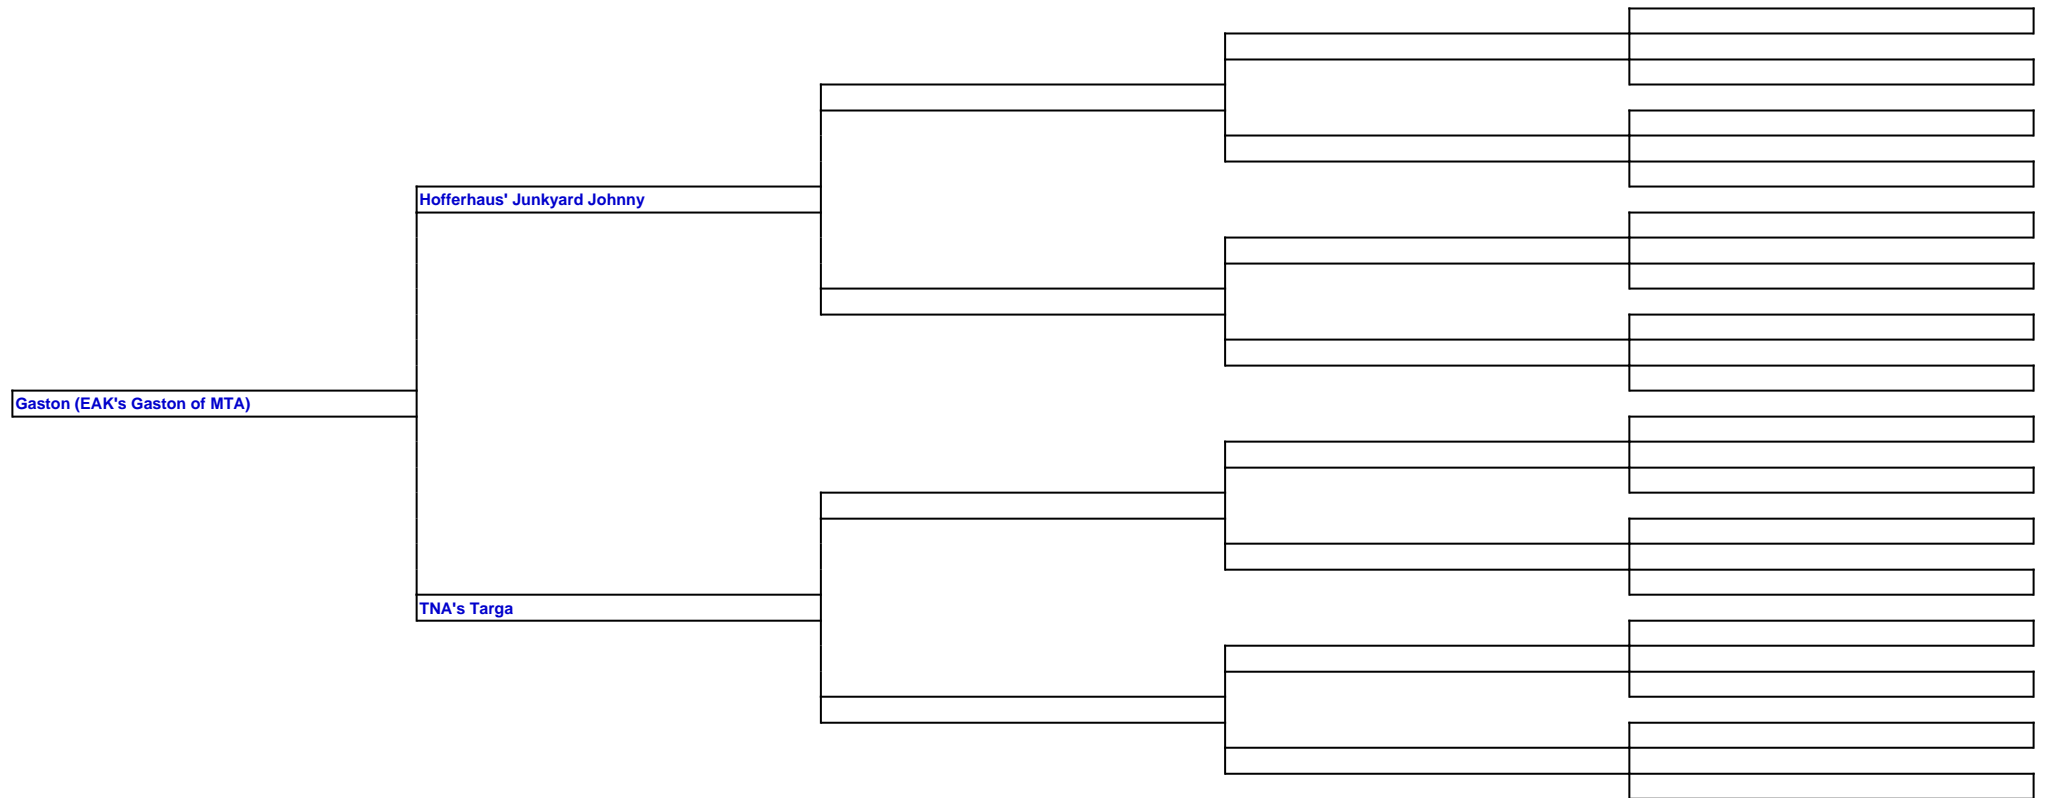 Hofferhaus' Junkyard Johnny
Gaston (EAK's Gaston of MTA)
TNA's Targa